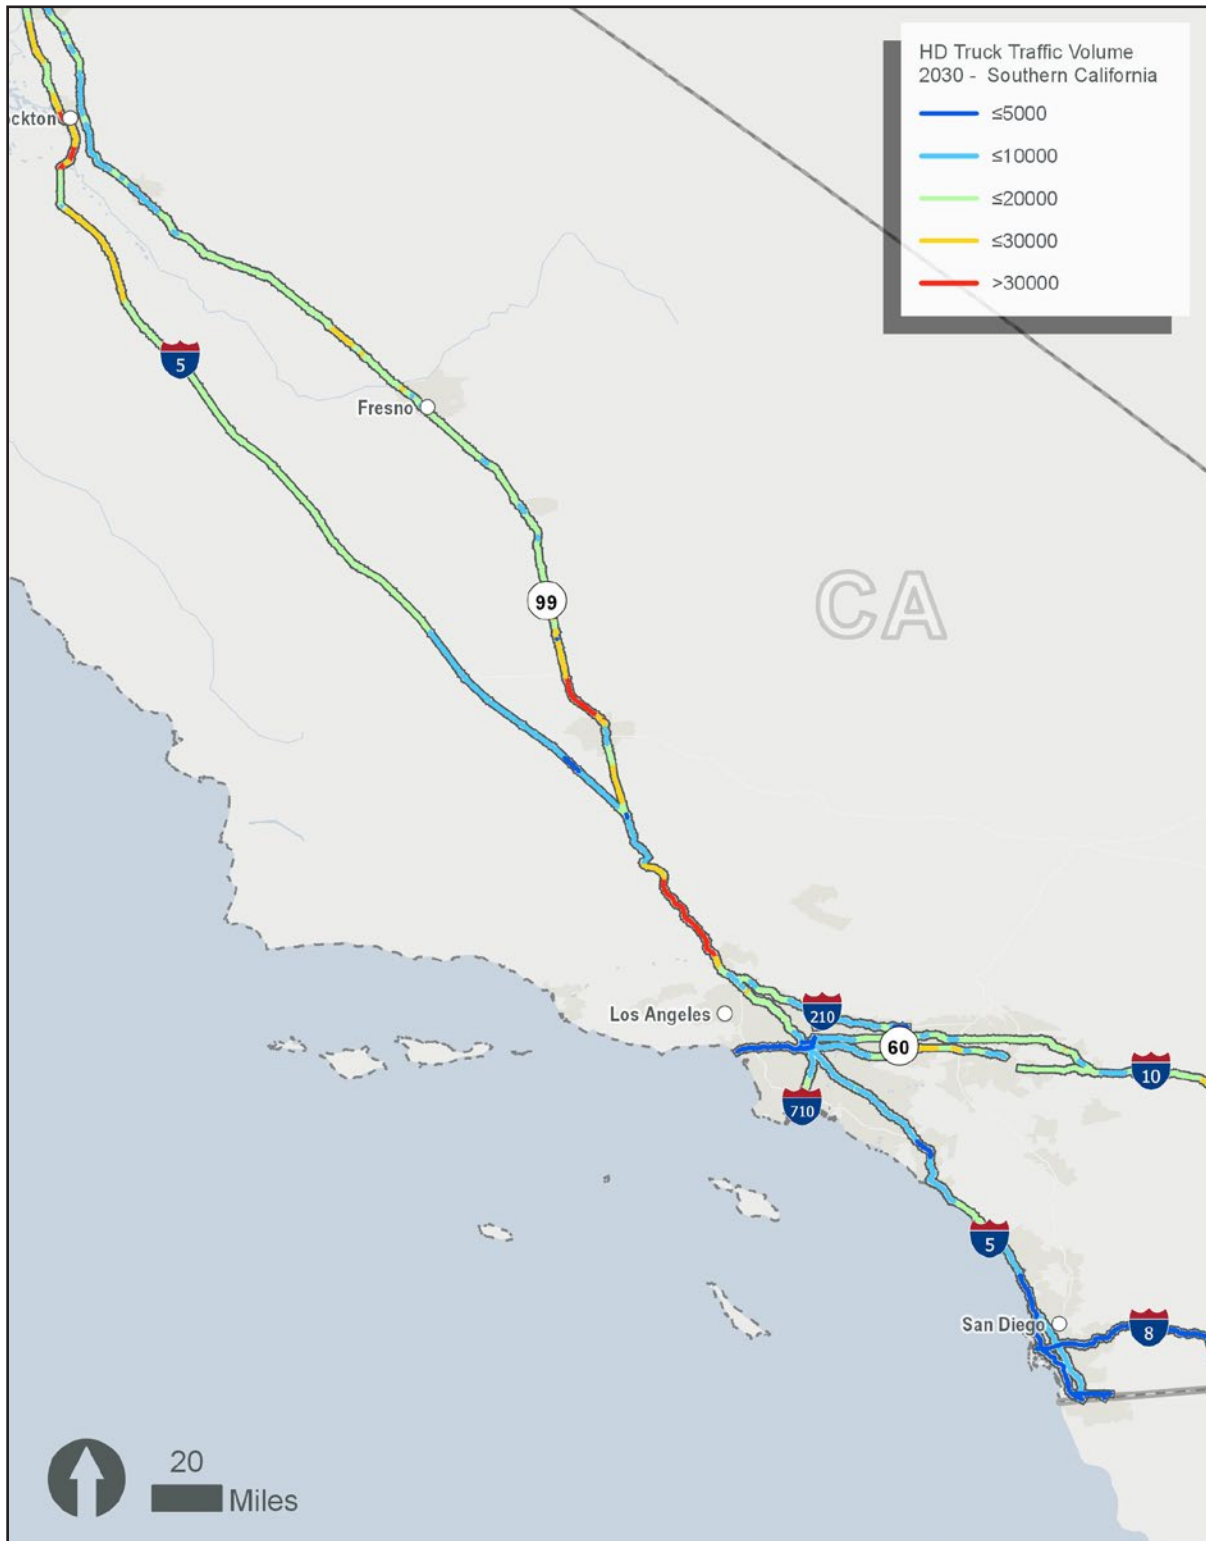 HD Truck Traffic Volume
2030 - Southern California
≤5000
≤10000
≤20000
≤30000
>30000
ckton
5
Fresno
99
CA
Los Angeles
210
60
10
710
5
San Diego
8
20
Miles